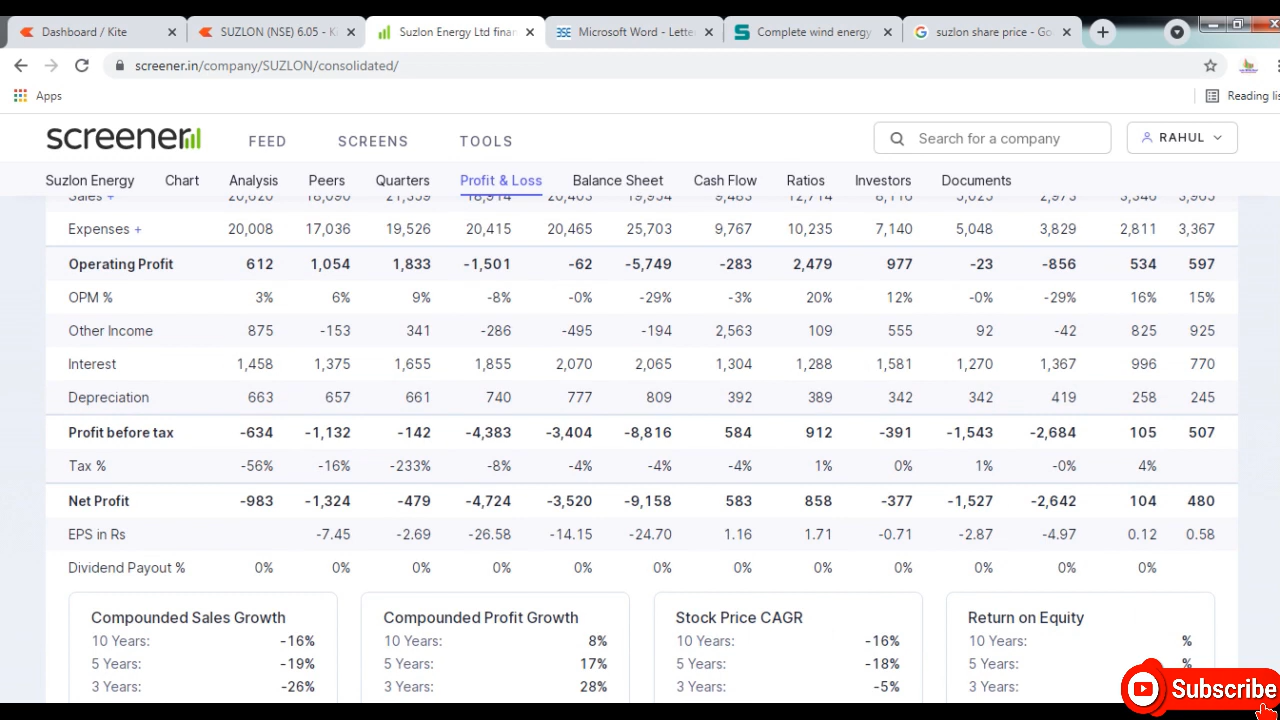 Dashboard / Kite
SUZLON (NSE)6.05 - Ki
Suzlon Energy Ltd finan
Microsoft Word - Letter
Complete wind energy
suzlon share price - Go
screener.in/company/SUZLON/consolidated/
Apps
Reading lis
screener
FEED
SCREENS
TOOLS
Search for a company
RAHUL
Suzlon Energy Chart Analysis Peers Quarters Profit & Loss Balance Sheet Cash Flow Ratios Investors Documents
Sales +
Expenses + 20,008 17,036 19,526 20,415 20,465 25,703 9,767 10,235 7,140 5,048 3,829 2,811 3,367
Operating Profit 612 1,054 1,833 -1,501 -62 -5,749 -283 2,479 977 -23 -856 534 597
OPM % 3% 6% 9% -8% -0% -29% -3% 20% 12% -0% -29% 16% 15%
Other Income 875 -153 341 -286 -495 -194 2,563 109 555 92 -42 825 925
Interest 1,458 1,375 1,655 1,855 2,070 2,065 1,304 1,288 1,581 1,270 1,367 996 770
Depreciation 663 657 661 740 777 809 392 389 342 342 419 258 245
Profit before tax -634 -1,132 -142 -4,383 -3,404 -8,816 584 912 -391 -1,543 -2,684 105 507
Tax % -56% -16% -233% -8% -4% -4% -4% 1% 0% 1% -0% 4%
Net Profit -983 -1,324 -479 -4,724 -3,520 -9,158 583 858 -377 -1,527 -2,642 104 480
EPS in Rs -7.45 -2.69 -26.58 -14.15 -24.70 1.16 1.71 -0.71 -2.87 -4.97 0.12 0.58
Dividend Payout % 0% 0% 0% 0% 0% 0% 0% 0% 0% 0% 0% 0%
Compounded Sales Growth
10 Years: -16%
5 Years: -19%
3 Years: -26%
Compounded Profit Growth
10 Years: 8%
5 Years: 17%
3 Years: 28%
Stock Price CAGR
10 Years: -16%
5 Years: -18%
3 Years: -5%
Return on Equity
10 Years: %
5 Years: %
3 Years:
Subscribe